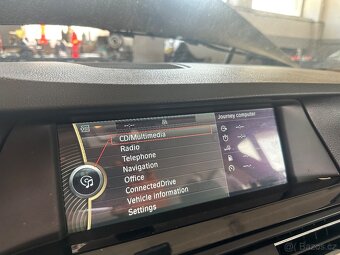 Journey computer
CD/Multimedia
Radio
Telephone
Navigation
Office
ConnectedDrive
Vehicle information
Settings